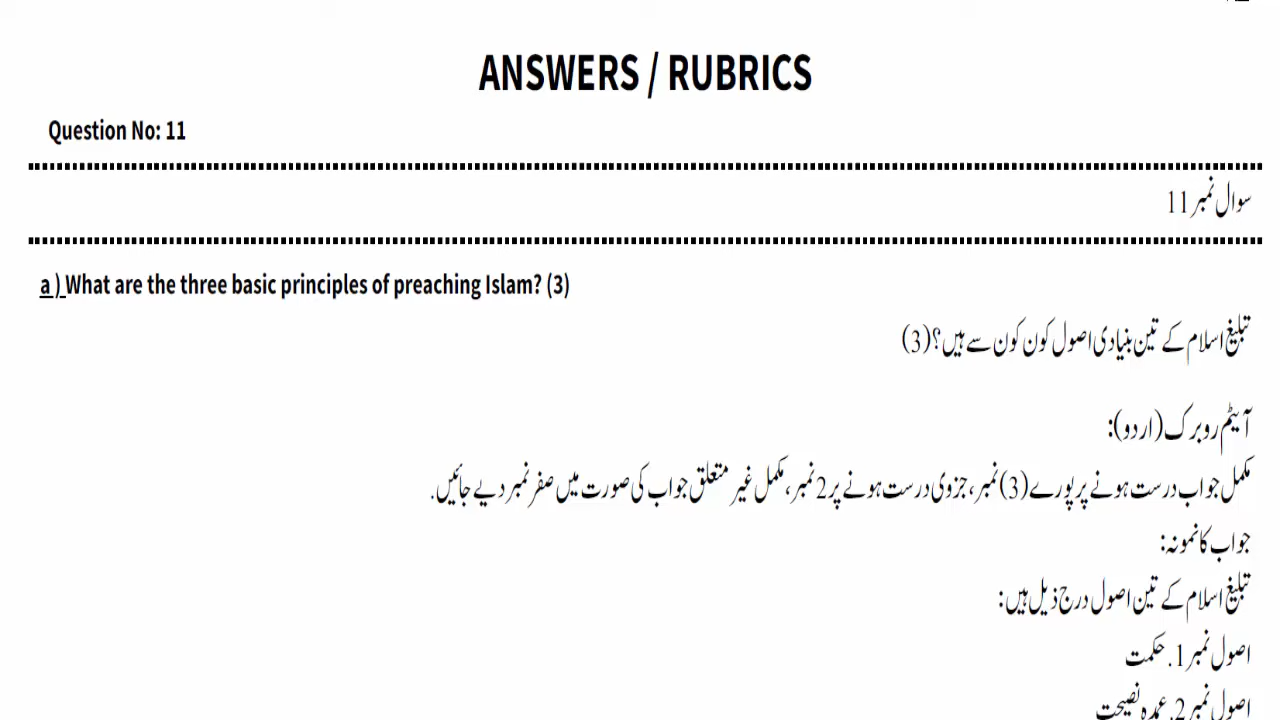 ANSWERS / RUBRICS
Question No: 11
سوال نمبر 11
a ) What are the three basic principles of preaching Islam? (3)
تبلیغ اسلام کے تین بنیادی اصول کون کون سے ہیں؟(3)
آیٹم روبرک(اردو):
مکمل جواب درست ہونے پر پورے(3) نمبر، جزوی درست ہونے پر 2 نمبر، مکمل غیر متعلق جواب کی صورت میں صفر نمبر دیے جائیں.
جواب کا نمونہ:
تبلیغ اسلام کے تین اصول درج ذیل ہیں:
اصول نمبر 1. حکمت
اصول نمبر 2. عمدہ نصیحت